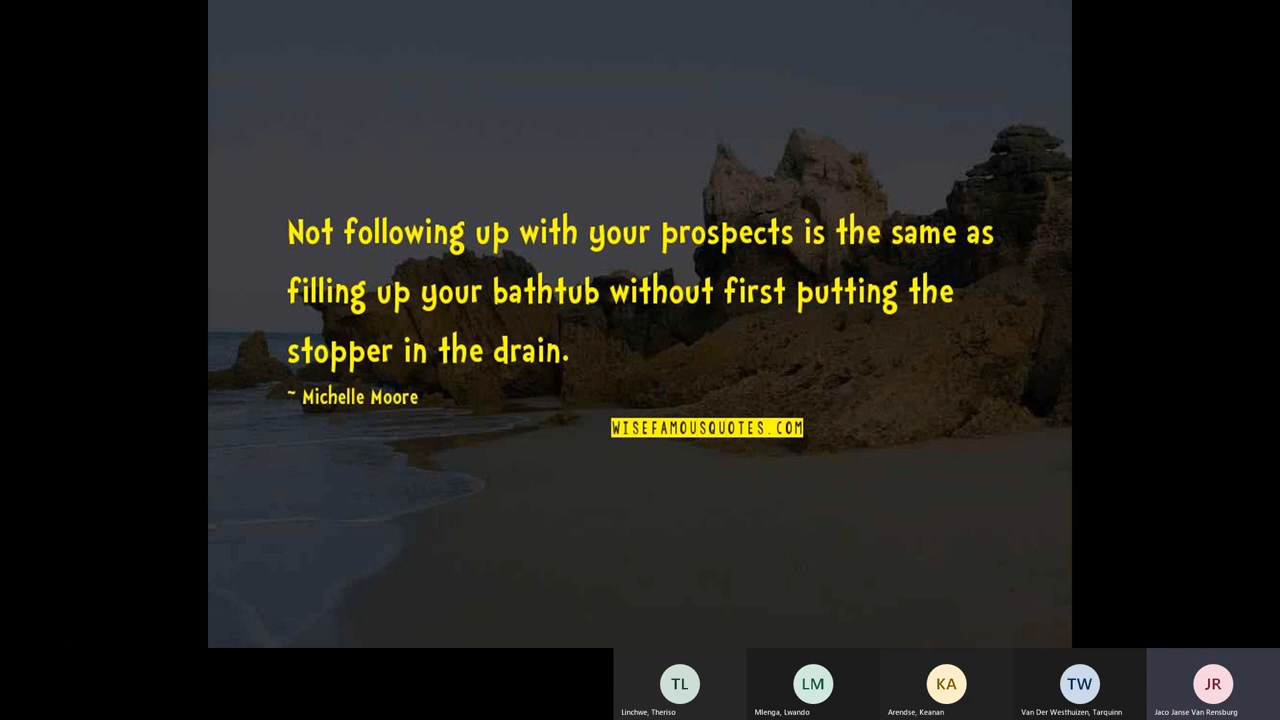 Not following up with your prospects is the same as
filling up your bathtub without first putting the
stopper in the drain.
~ Michelle Moore
WISEFAMOUSQUOTES.COM
TL LM KA TW JR
Linchwe, Theriso Mlenga, Lwando Arendse, Keanan Van Der Westhuizen, Tarquinn Jaco Janse Van Rensburg